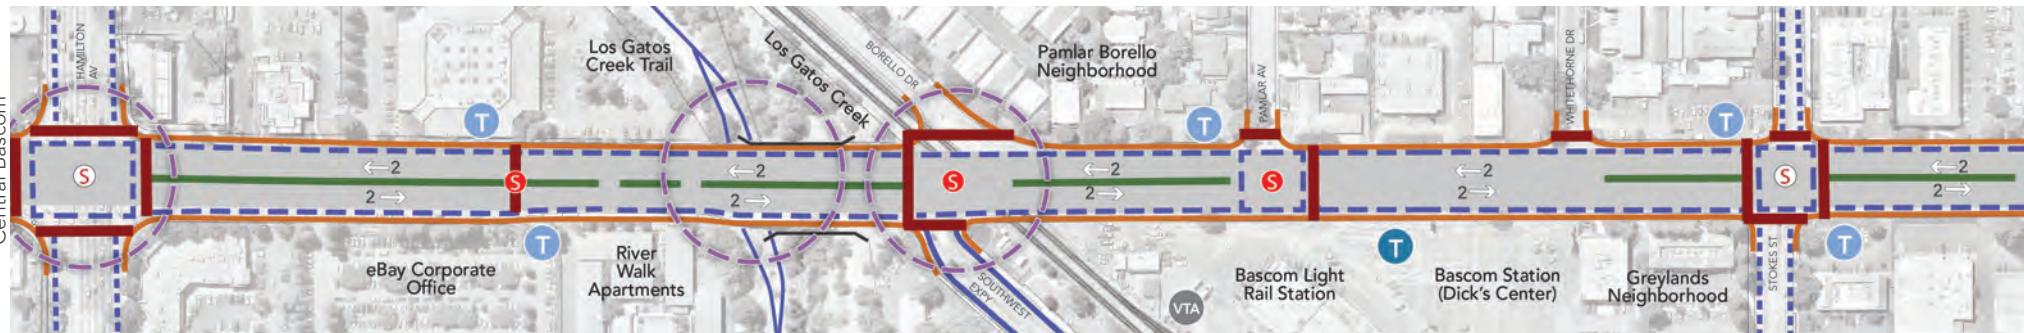 Central Bascom
HAMILTON
AV
S
T
Los Gatos
Creek Trail
Los Gatos Creek
BORELLO DR
Pamlar Borello
Neighborhood
T
PAMLAR AV
WHITETHORNE DR
T
←2
2→
S
←2
2→
S
←2
2→
S
←2
2→
S
←2
2→
T
eBay Corporate
Office
River
Walk
Apartments
SOUTHWEST
EXPY
VTA
Bascom Light
Rail Station
T
Bascom Station
(Dick's Center)
Greylands
Neighborhood
STOKES ST
T